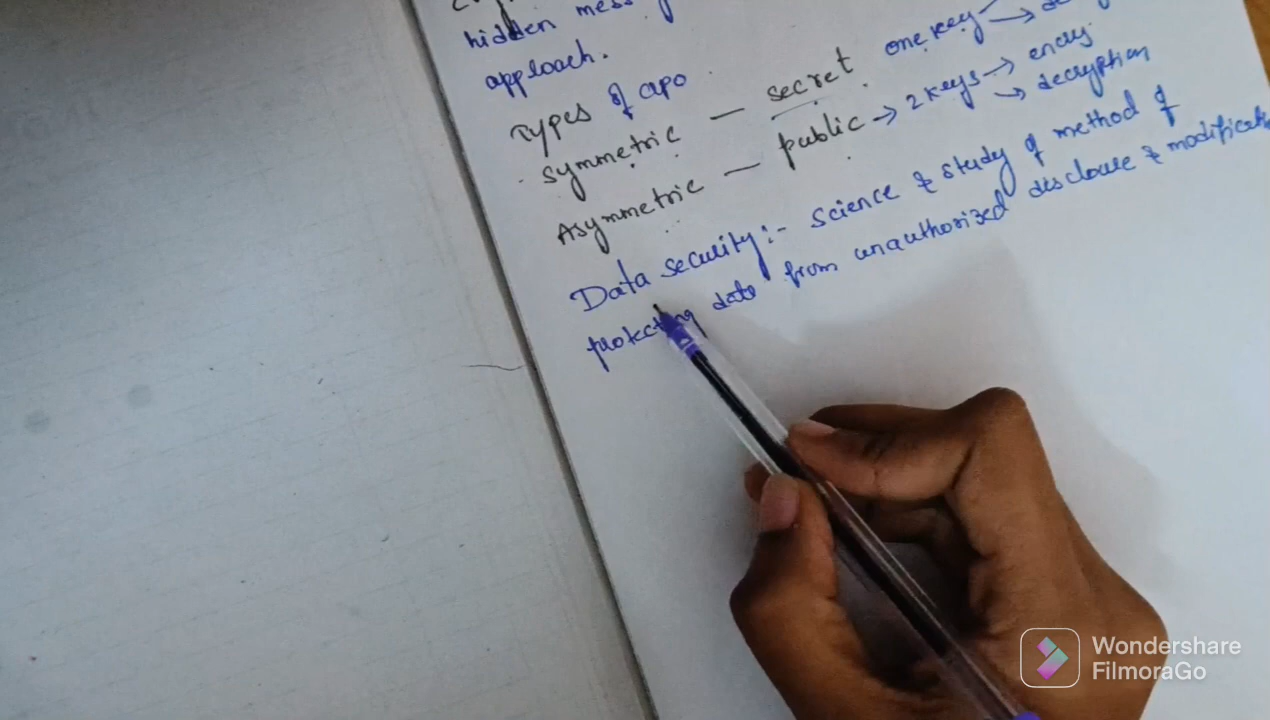 hidden mess
approach.
Types of cryp
Symmetric — secret one key →
Asymmetric — public → 2 keys → ency
→ decryption
Data security :- Science & study of method of
protecting data from unauthorized disclosure & modificati
Wondershare
FilmoraGo